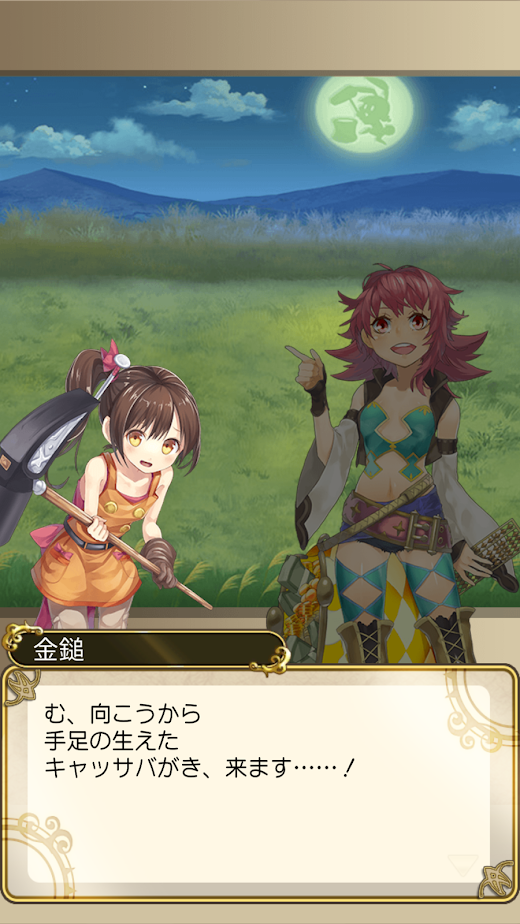 金鎚
む、向こうから
手足の生えた
キャッサバがき、来ます……！